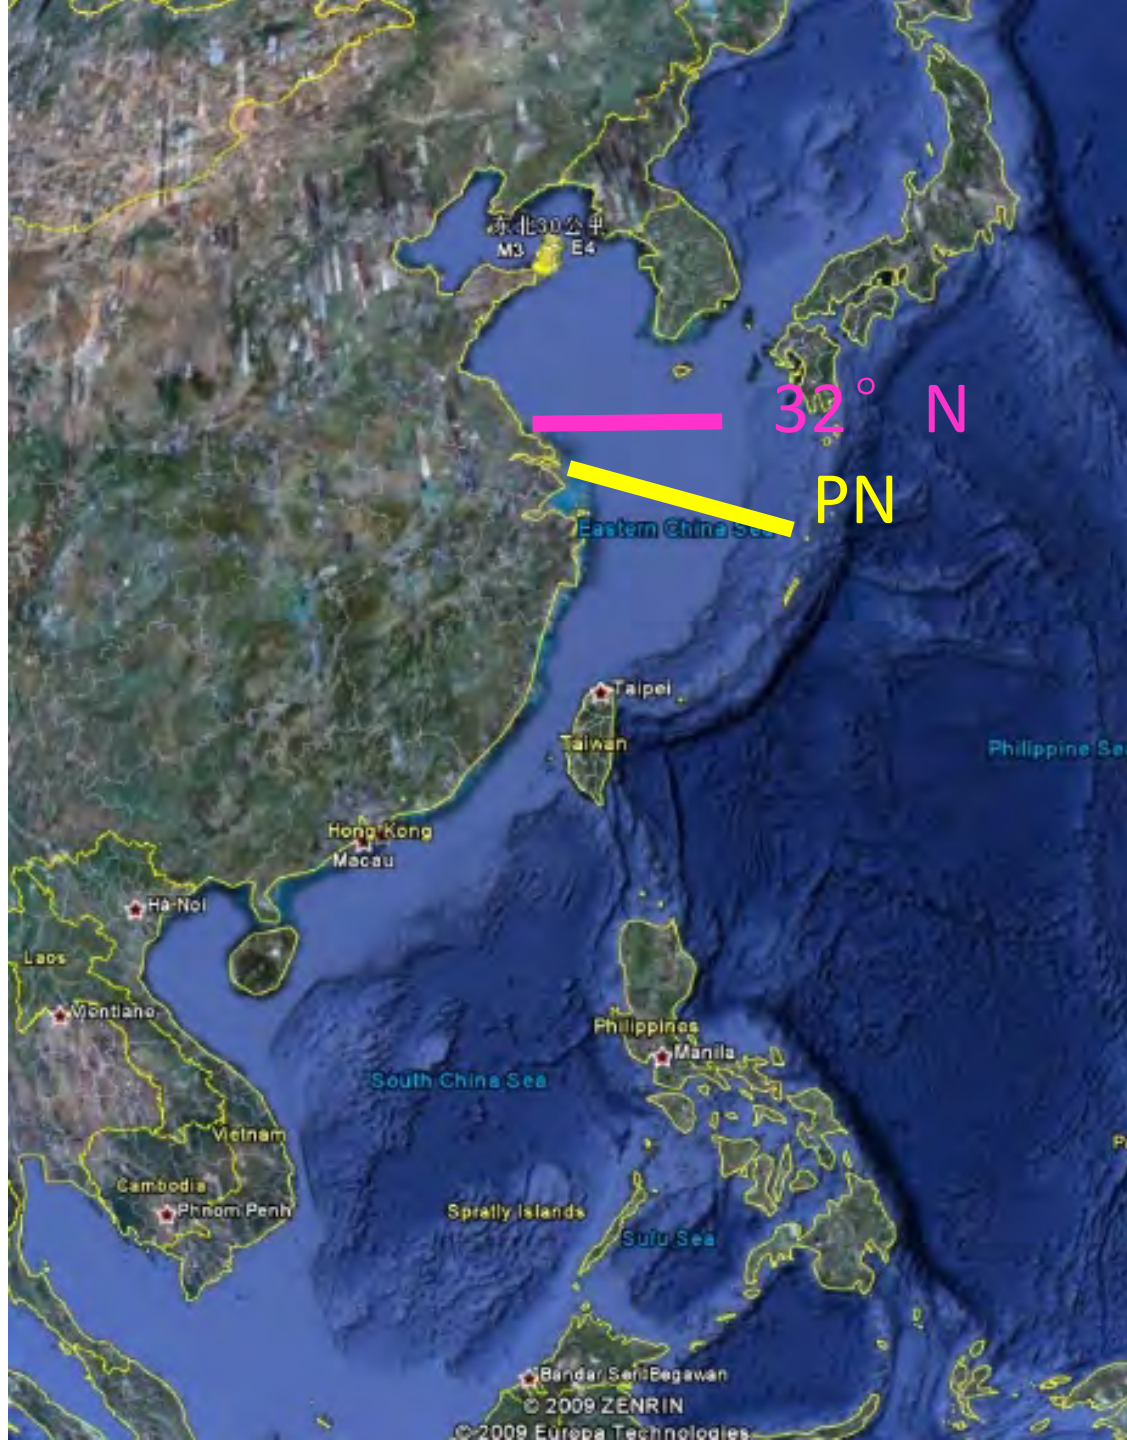 东北30公里
M3 E4
32° N
PN
Eastern China Sea
Taipei
Taiwan
Philippine Se
Hong Kong
Macau
Ha-Noi
Laos
Vientiane
Philippines
Manila
South China Sea
Vietnam
Cambodia
Phnom Penh
Spratly Islands
Sulu Sea
Bandar Seri Begawan
© 2009 ZENRIN
© 2009 Europa Technologies